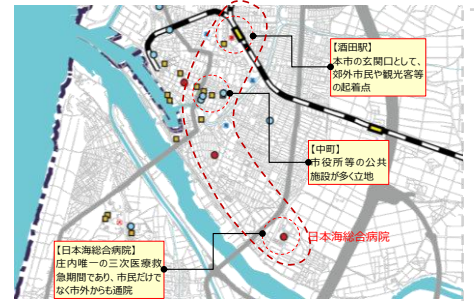 【酒田駅】
本市の玄関口として、
郊外市民や観光客等
の起着点
【中町】
市役所等の公共
施設が多く立地
日本海総合病院
【日本海総合病院】
庄内唯一の三次医療救
急期間であり、市民だけで
なく市外からも通院